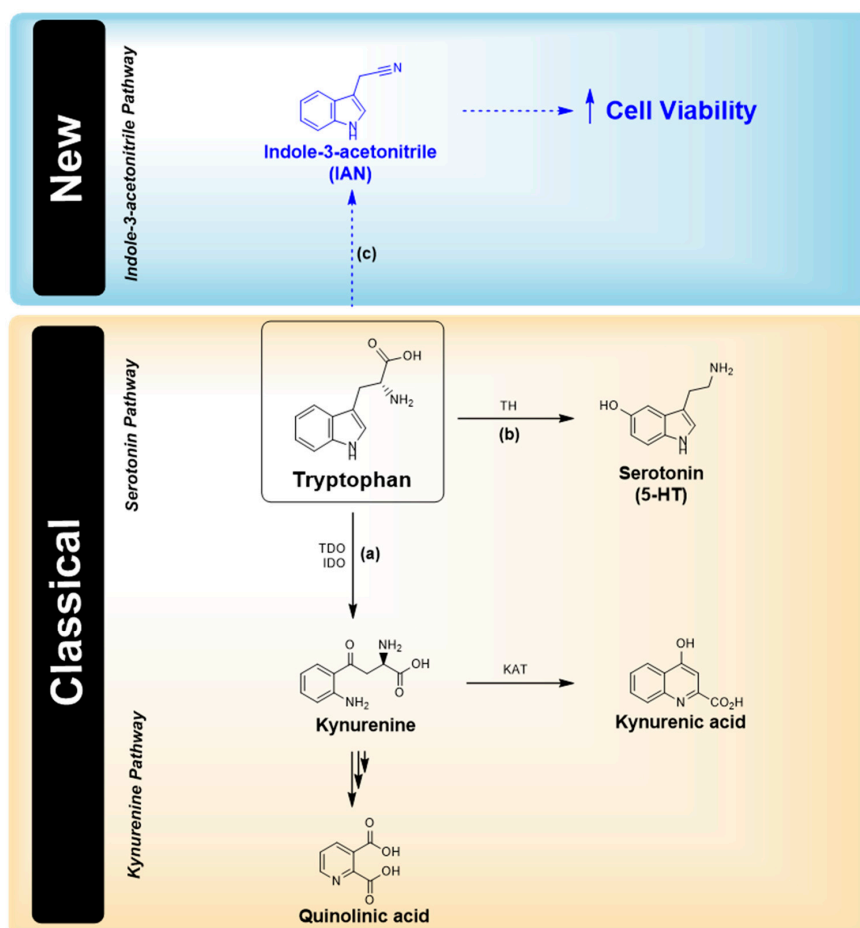 New
Indole-3-acetonitrile Pathway
N
N
H
Indole-3-acetonitrile
(IAN)
Cell Viability
(c)
Classical
Serotonin Pathway
O
OH
NH2
N
H
Tryptophan
TH
(b)
NH2
HO
N
H
Serotonin
(5-HT)
TDO
IDO
(a)
Kynurenine Pathway
O
NH2
OH
O
NH2
Kynurenine
KAT
OH
N
CO2H
Kynurenic acid
O
OH
OH
N
O
Quinolinic acid